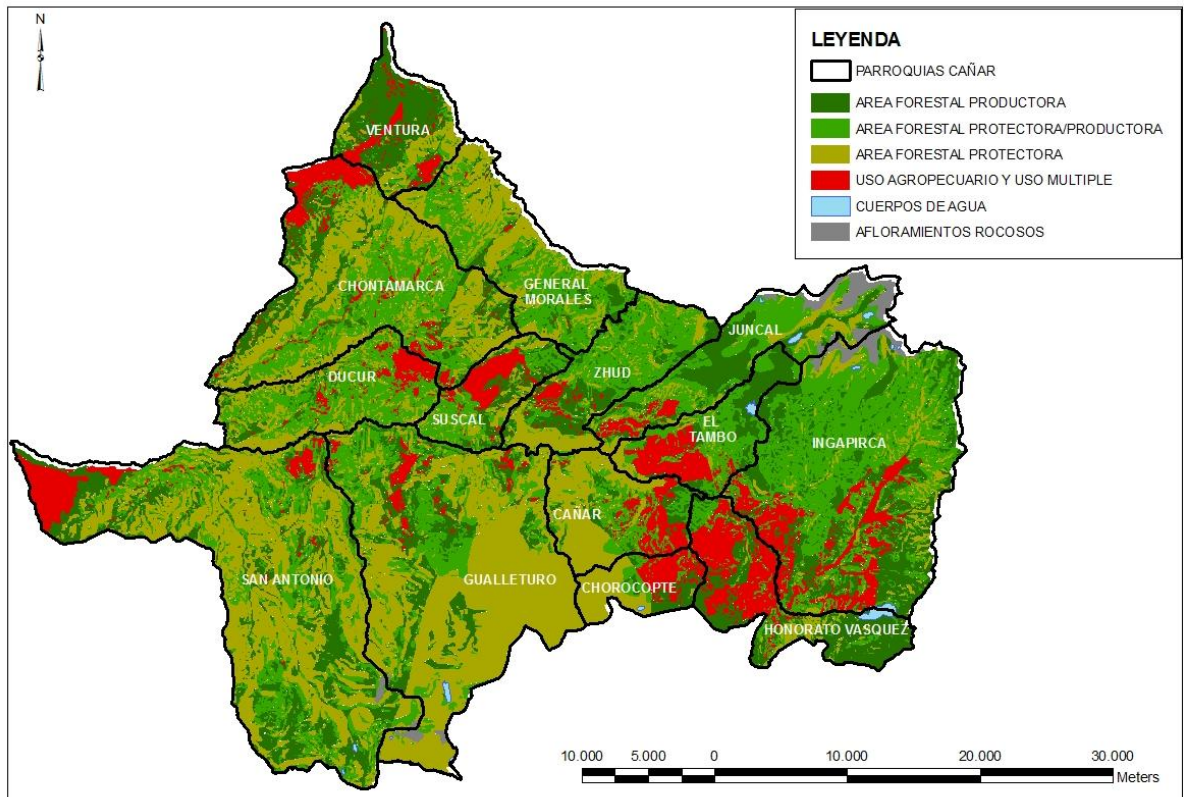 N
LEYENDA
PARROQUIAS CAÑAR
AREA FORESTAL PRODUCTORA
AREA FORESTAL PROTECTORA/PRODUCTORA
AREA FORESTAL PROTECTORA
USO AGROPECUARIO Y USO MULTIPLE
CUERPOS DE AGUA
AFLORAMIENTOS ROCOSOS
VENTURA
CHONTAMARCA
GENERAL
MORALES
JUNCAL
DUCUR
ZHUD
SUSCAL
EL
TAMBO
INGAPIRCA
CAÑAR
SAN ANTONIO
GUALLETURO
CHOROCOPTE
HONORATO VASQUEZ
10.000 5.000 0 10.000 20.000 30.000
Meters